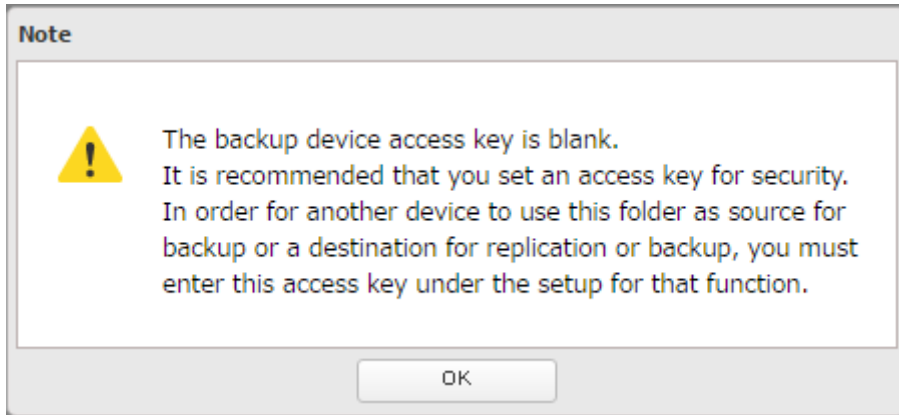 Note
The backup device access key is blank.
It is recommended that you set an access key for security.
In order for another device to use this folder as source for
backup or a destination for replication or backup, you must
enter this access key under the setup for that function.
OK